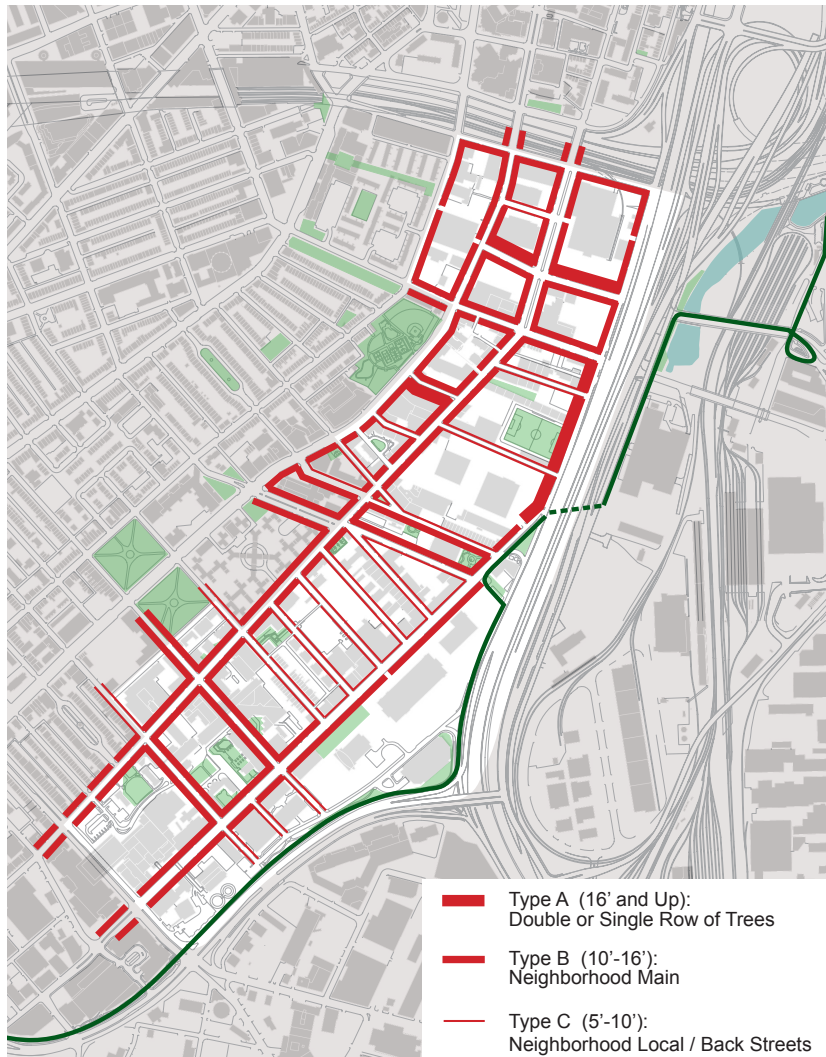 Type A (16’ and Up):
Double or Single Row of Trees
Type B (10’-16’):
Neighborhood Main
Type C (5’-10’):
Neighborhood Local / Back Streets